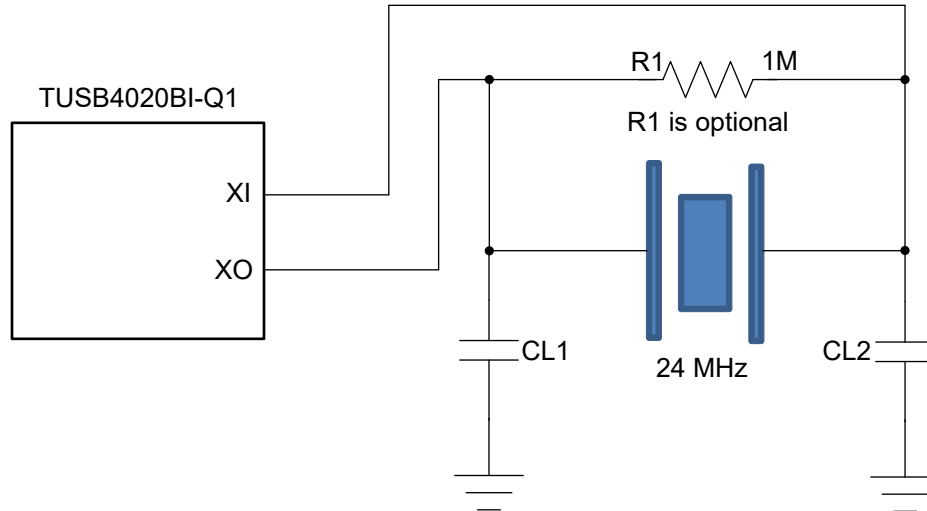 R1 1M
TUSB4020BI-Q1
R1 is optional
XI
XO
CL1
CL2
24 MHz